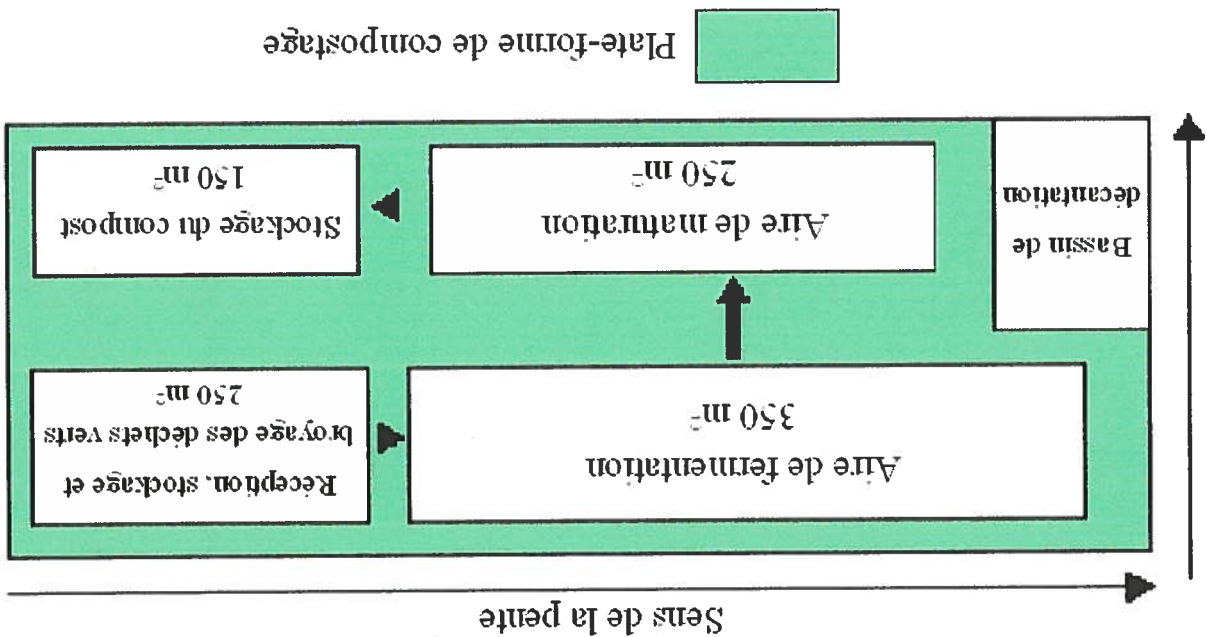 Sens de la pente
Aire de fermentation
350 m²
Réception, stockage et
broyage des déchets verts
250 m²
Bassin de
décantation
Aire de maturation
250 m²
Stockage du compost
150 m²
Plate-forme de compostage